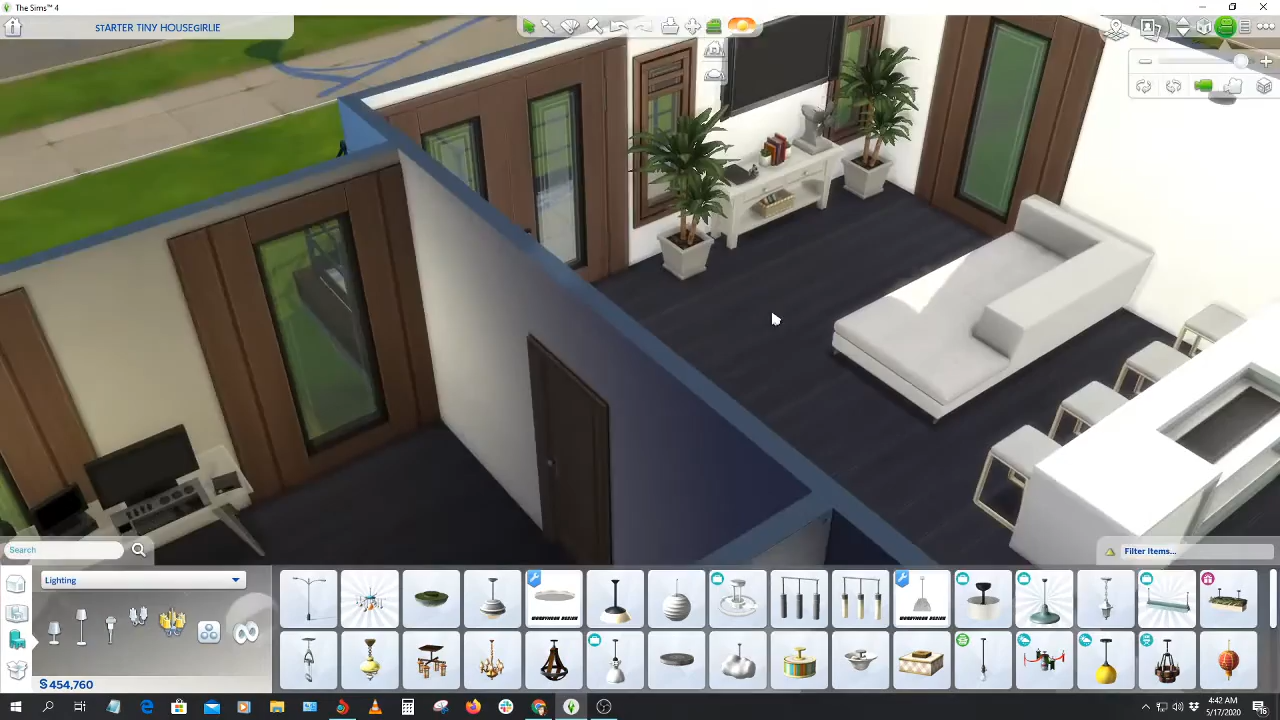 The Sims™ 4
STARTER TINY HOUSEGIRLIE
Search
Filter Items...
Lighting
§454,760
4:42 AM
5/17/2020